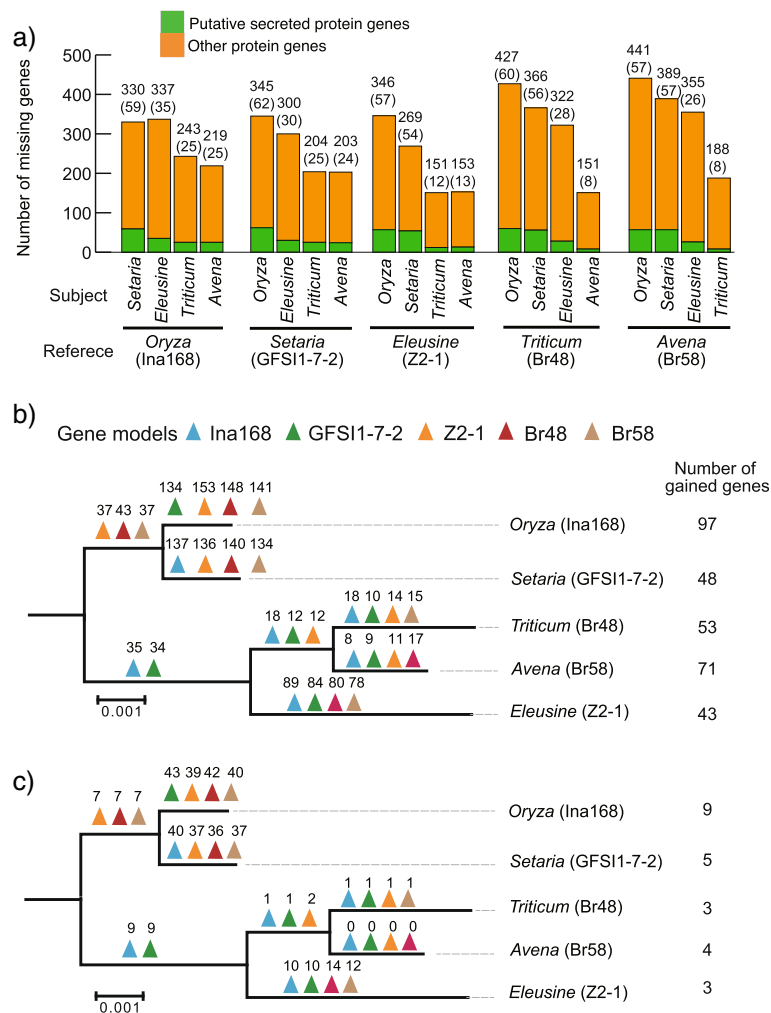 a)
Putative secreted protein genes
Other protein genes
Number of missing genes
500
400
300
200
100
0
330 337 243 219
(59) (35) (25) (25)
345 300 204 203
(62) (30) (25) (24)
346 269 151 153
(57) (54) (12) (13)
427 366 322 151
(60) (56) (28) (8)
441 389 355 188
(57) (57) (26) (8)
Subject
Setaria Eleusine Triticum Avena
Oryza Eleusine Triticum Avena
Oryza Setaria Triticum Avena
Oryza Setaria Eleusine Avena
Oryza Setaria Eleusine Triticum
Referece
Oryza Setaria Eleusine Triticum Avena
(Ina168) (GFSI1-7-2) (Z2-1) (Br48) (Br58)
b)
Gene models Ina168 GFSI1-7-2 Z2-1 Br48 Br58
Number of
gained genes
134 153 148 141
37 43 37
Oryza (Ina168) 97
137 136 140 134
Setaria (GFSI1-7-2) 48
18 10 14 15
18 12 12
Triticum (Br48) 53
8 9 11 17
35 34
Avena (Br58) 71
89 84 80 78
Eleusine (Z2-1) 43
0.001
c)
43 39 42 40
7 7 7
Oryza (Ina168) 9
40 37 36 37
Setaria (GFSI1-7-2) 5
1 1 1 1
1 1 2
Triticum (Br48) 3
0 0 0 0
9 9
Avena (Br58) 4
10 10 14 12
Eleusine (Z2-1) 3
0.001